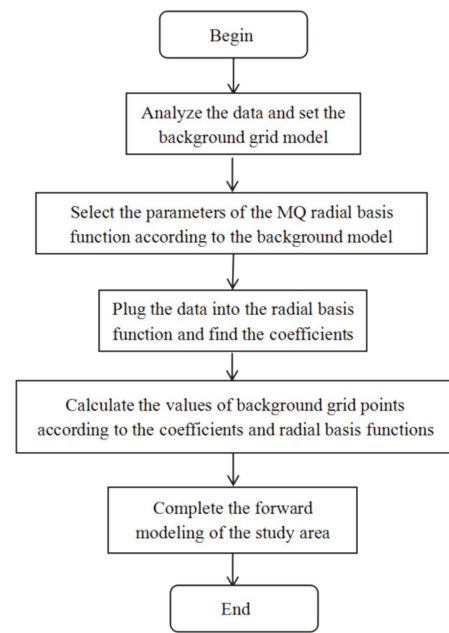 Begin
Analyze the data and set the
background grid model
Select the parameters of the MQ radial basis
function according to the background model
Plug the data into the radial basis
function and find the coefficients
Calculate the values of background grid points
according to the coefficients and radial basis functions
Complete the forward
modeling of the study area
End